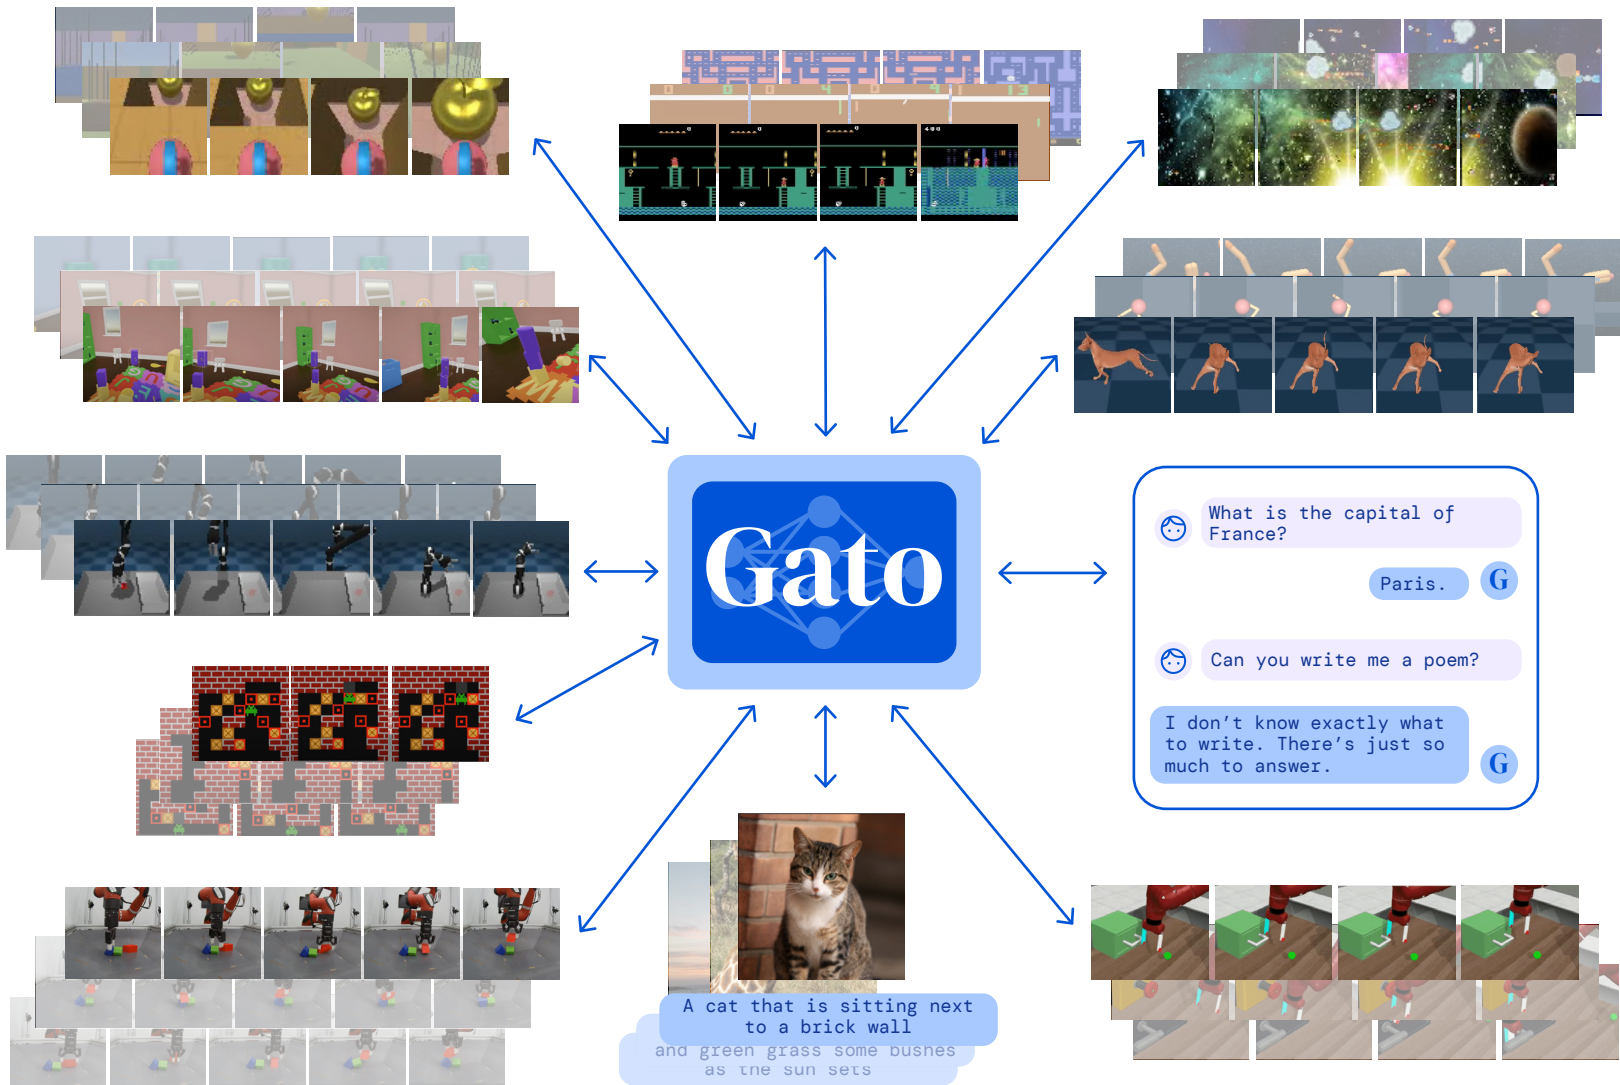 Gato
What is the capital of
France?
Paris.
G
Can you write me a poem?
I don’t know exactly what
to write. There’s just so
much to answer.
G
A cat that is sitting next
to a brick wall
and green grass some bushes
as the sun sets